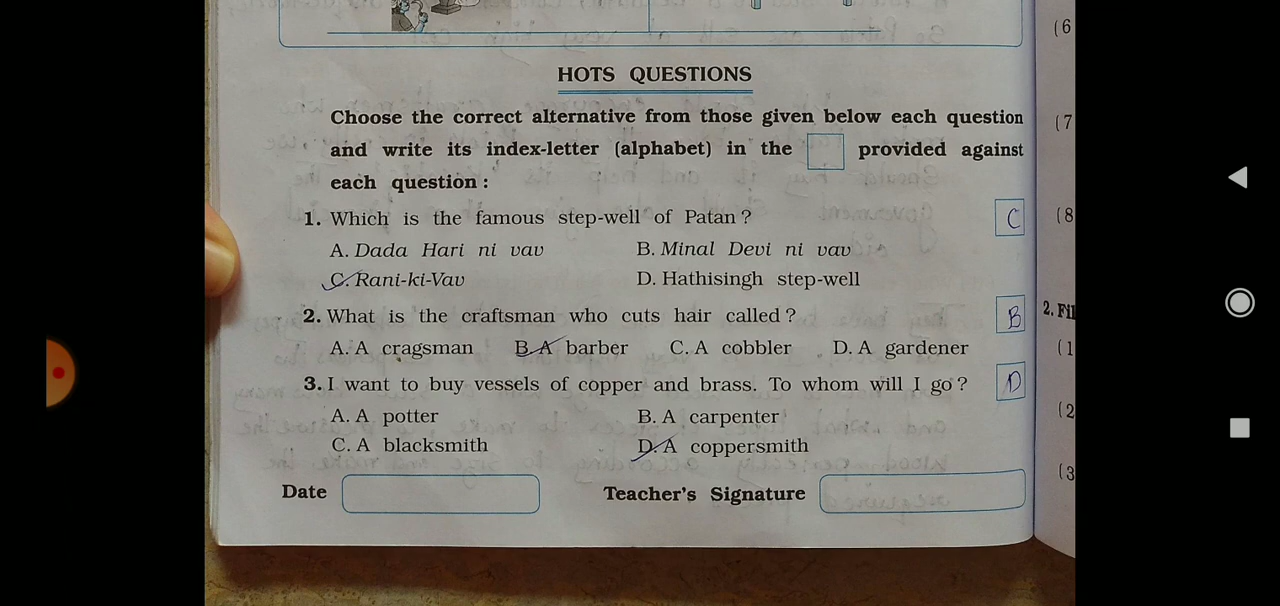 HOTS QUESTIONS
Choose the correct alternative from those given below each question
and write its index-letter (alphabet) in the provided against
each question :
1. Which is the famous step-well of Patan ? C
A. Dada Hari ni vav B. Minal Devi ni vav
C. Rani-ki-Vav D. Hathisingh step-well
2. What is the craftsman who cuts hair called ? B
A. A cragsman B. A barber C. A cobbler D. A gardener
3. I want to buy vessels of copper and brass. To whom will I go ? D
A. A potter B. A carpenter
C. A blacksmith D. A coppersmith
Date Teacher's Signature
(6
(7
(8
2. Fil
(1
(2
(3